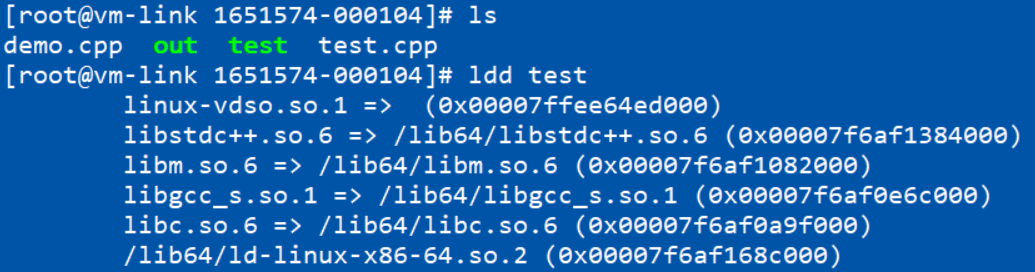 [root@vm-link 1651574-000104]# ls
demo.cpp  out  test  test.cpp
[root@vm-link 1651574-000104]# ldd test
        linux-vdso.so.1 =>  (0x00007ffee64ed000)
        libstdc++.so.6 => /lib64/libstdc++.so.6 (0x00007f6af1384000)
        libm.so.6 => /lib64/libm.so.6 (0x00007f6af1082000)
        libgcc_s.so.1 => /lib64/libgcc_s.so.1 (0x00007f6af0e6c000)
        libc.so.6 => /lib64/libc.so.6 (0x00007f6af0a9f000)
        /lib64/ld-linux-x86-64.so.2 (0x00007f6af168c000)